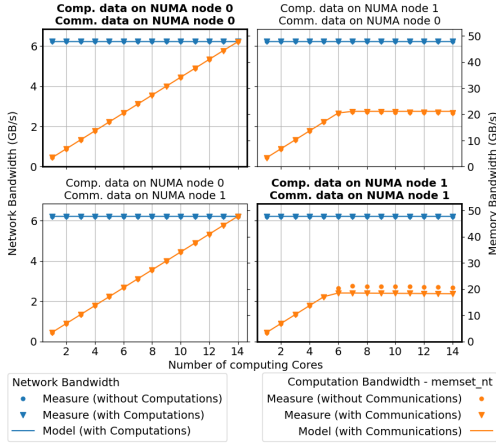 Comp. data on NUMA node 0
Comm. data on NUMA node 0
Comp. data on NUMA node 1
Comm. data on NUMA node 0
6
4
2
0
50
40
30
20
10
0
Comp. data on NUMA node 0
Comm. data on NUMA node 1
Comp. data on NUMA node 1
Comm. data on NUMA node 1
6
4
2
0
50
40
30
20
10
0
2 4 6 8 10 12 14
2 4 6 8 10 12 14
Network Bandwidth (GB/s)
Memory Bandwidth (GB/s)
Number of computing Cores
Network Bandwidth
Measure (without Computations)
Measure (with Computations)
Model (with Computations)
Computation Bandwidth - memset_nt
Measure (without Communications)
Measure (with Communications)
Model (with Communications)